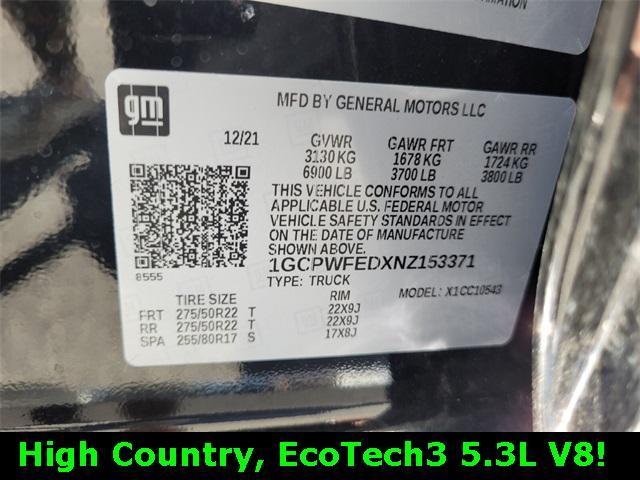 gm
MFD BY GENERAL MOTORS LLC
12/21 GVWR GAWR FRT GAWR RR
3130 KG 1678 KG 1724 KG
6900 LB 3700 LB 3800 LB
THIS VEHICLE CONFORMS TO ALL
APPLICABLE U.S. FEDERAL MOTOR
VEHICLE SAFETY STANDARDS IN EFFECT
ON THE DATE OF MANUFACTURE
SHOWN ABOVE.
1GCPWFEDXNZ153371
8555
TYPE: TRUCK MODEL: X1CC10543
TIRE SIZE RIM
FRT 275/50R22 T 22X9J
RR 275/50R22 T 22X9J
SPA 255/80R17 S 17X8J
High Country, EcoTech3 5.3L V8!